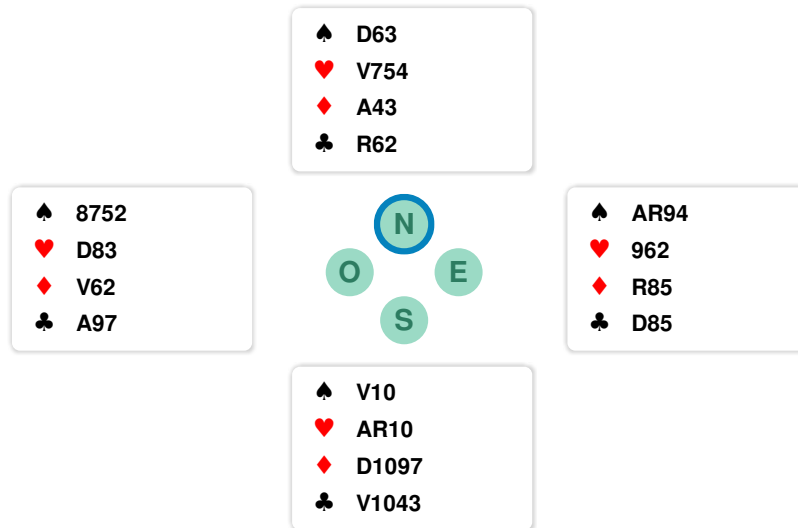 ♠ D63
♥ V754
♦ A43
♣ R62
♠ 8752
♥ D83
♦ V62
♣ A97
N
O E
S
♠ AR94
♥ 962
♦ R85
♣ D85
♠ V10
♥ AR10
♦ D1097
♣ V1043